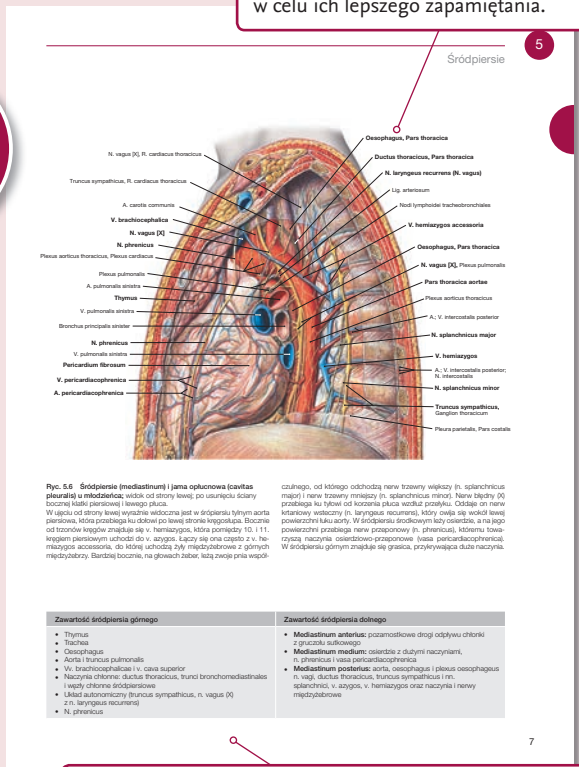 w celu ich lepszego zapamiętania.
5
Śródpiersie
N. vagus [X], R. cardiacus thoracicus
Truncus sympathicus, R. cardiacus thoracicus
A. carotis communis
V. brachiocephalica
N. vagus [X]
N. phrenicus
Plexus aorticus thoracicus, Plexus cardiacus
Plexus pulmonalis
A. pulmonalis sinistra
Thymus
V. pulmonalis sinistra
Bronchus principalis sinister
N. phrenicus
V. pulmonalis sinistra
Pericardium fibrosum
V. pericardiacophrenica
A. pericardiacophrenica
Oesophagus, Pars thoracica
Ductus thoracicus, Pars thoracica
N. laryngeus recurrens (N. vagus)
Lig. arteriosum
Nodi lymphoidei tracheobronchiales
V. hemiazygos accessoria
Oesophagus, Pars thoracica
N. vagus [X], Plexus pulmonalis
Pars thoracica aortae
Plexus aorticus thoracicus
A.; V. intercostalis posterior
N. splanchnicus major
V. hemiazygos
A.; V. intercostalis posterior;
N. intercostalis
N. splanchnicus minor
Truncus sympathicus,
Ganglion thoracicum
Pleura parietalis, Pars costalis
Ryc. 5.6 Śródpiersie (mediastinum) i jama opłucnowa (cavitas
pleuralis) u młodzieńca; widok od strony lewej; po usunięciu ściany
bocznej klatki piersiowej i lewego płuca.
W ujęciu od strony lewej wyraźnie widoczna jest w śródpiersiu tylnym aorta
piersiowa, która przebiega ku dołowi po lewej stronie kręgosłupa. Bocznie
od trzonów kręgów znajduje się v. hemiazygos, która pomiędzy 10. i 11.
kręgiem piersiowym uchodzi do v. azygos. Łączy się ona często z v. he-
miazygos accessoria, do której uchodzą żyły międzyżebrowe z górnych
międzyżebrzy. Bardziej bocznie, na głowach żeber, leżą zwoje pnia współ-
czulnego, od którego odchodzą nerw trzewny większy (n. splanchnicus
major) i nerw trzewny mniejszy (n. splanchnicus minor). Nerw błędny (X)
przebiega ku tyłowi od korzenia płuca wzdłuż przełyku. Oddaje on nerw
krtaniowy wsteczny (n. laryngeus recurrens), który owija się wokół lewej
powierzchni łuku aorty. W śródpiersiu środkowym leży osierdzie, a na jego
powierzchni przebiega nerw przeponowy (n. phrenicus), któremu towa-
rzyszą naczynia osierdziowo-przeponowe (vasa pericardiacophrenica).
W śródpiersiu górnym znajduje się grasica, przykrywająca duże naczynia.
Zawartość śródpiersia górnego
• Thymus
• Trachea
• Oesophagus
• Aorta i truncus pulmonalis
• Vv. brachiocephalicae i v. cava superior
• Naczynia chłonne: ductus thoracicus, trunci bronchomediastinales
i węzły chłonne śródpiersiowe
• Układ autonomiczny (truncus sympathicus, n. vagus (X)
z n. laryngeus recurrens)
• N. phrenicus
Zawartość śródpiersia dolnego
• Mediastinum anterius: pozamostkowe drogi odpływu chłonki
z gruczołu sutkowego
• Mediastinum medium: osierdzie z dużymi naczyniami,
n. phrenicus i vasa pericardiacophrenica
• Mediastinum posterius: aorta, oesophagus i plexus oesophageus
n. vagi, ductus thoracicus, truncus sympathicus i nn.
splanchnici, v. azygos, v. hemiazygos oraz naczynia i nerwy
międzyżebrowe
7